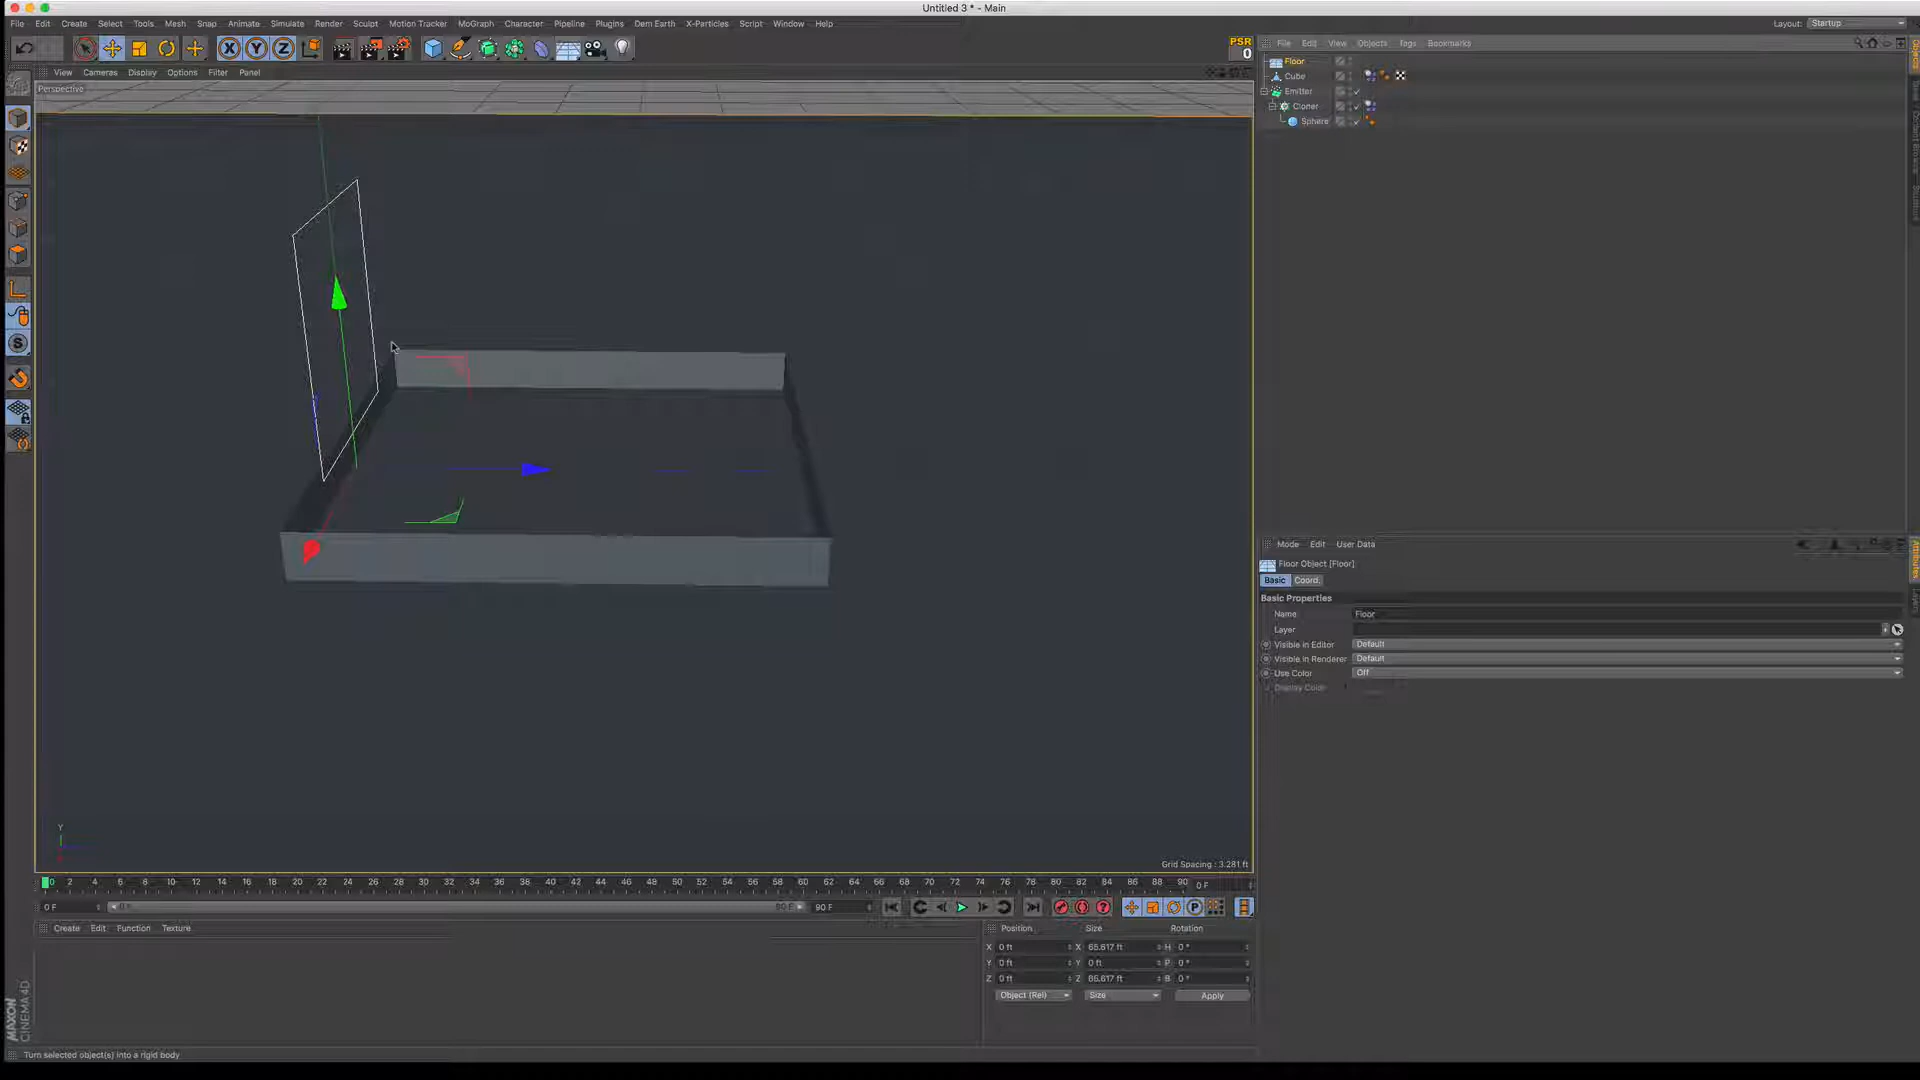 Untitled 3 * - Main
File Edit Create Select Tools Mesh Snap Animate Simulate Render Sculpt Motion Tracker MoGraph Character Pipeline Plugins Dem Earth X-Particles Script Window Help
Layout: Startup
PSR
0
File Edit View Objects Tags Bookmarks
View Cameras Display Options Filter Panel
Perspective
Floor
Cube
Emitter
Cloner
Sphere
Mode Edit User Data
Floor Object [Floor]
Basic Coord.
Basic Properties
Name Floor
Layer
Visible in Editor Default
Visible in Renderer Default
Use Color Off
Display Color
Objects
Attributes
Layers
Structure
Y
Grid Spacing : 3.281 ft
0 2 4 6 8 10 12 14 16 18 20 22 24 26 28 30 32 34 36 38 40 42 44 46 48 50 52 54 56 58 60 62 64 66 68 70 72 74 76 78 80 82 84 86 88 90 0 F
0 F 0 F 90 F 90 F
Create Edit Function Texture
Position Size Rotation
X 0 ft X 65.617 ft H 0 °
Y 0 ft Y 0 ft P 0 °
Z 0 ft Z 65.617 ft B 0 °
Object (Rel) Size Apply
MAXON
CINEMA 4D
Turn selected object(s) into a rigid body